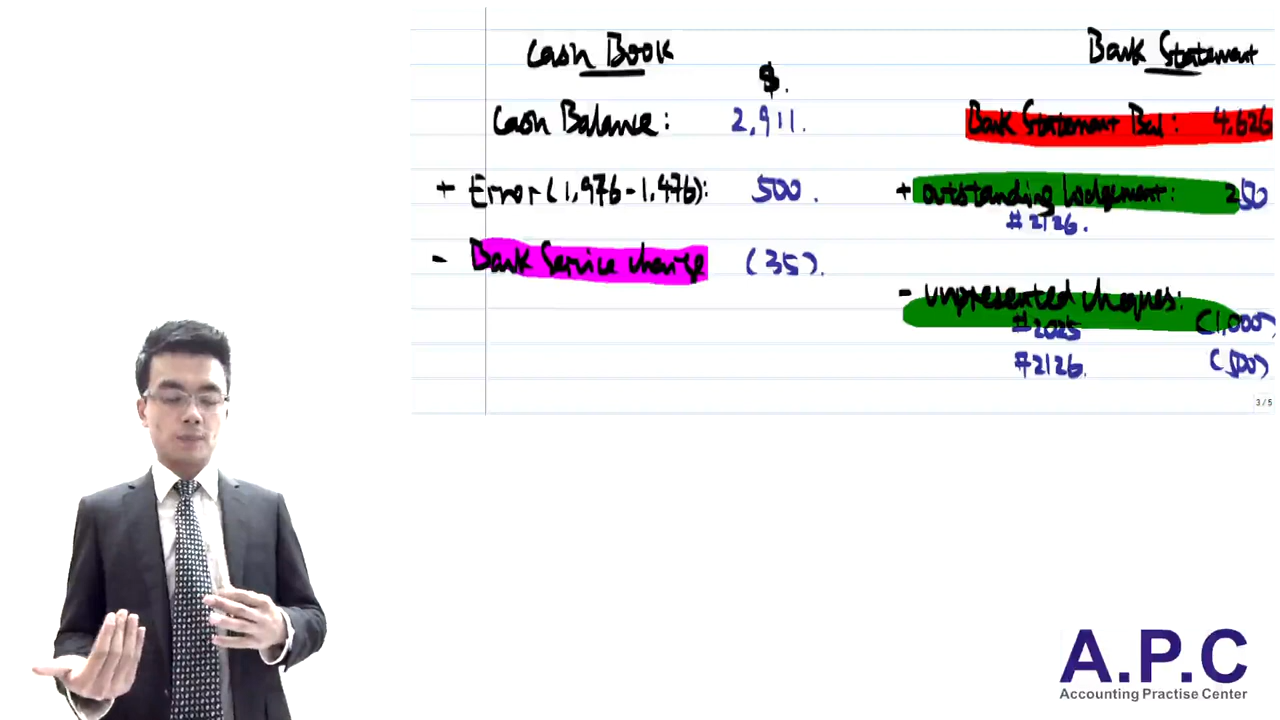 Cash Book
$.
Cash Balance: 2,911.
+ Error (1,976-1,476): 500.
- Bank Service charge (35).
Bank Statement
Bank Statement Bal: 4,626
+ outstanding lodgement: 250
#2126.
- unpresented cheques:
#2025 (1,000)
#2126. (500)
3/5
A.P.C
Accounting Practise Center